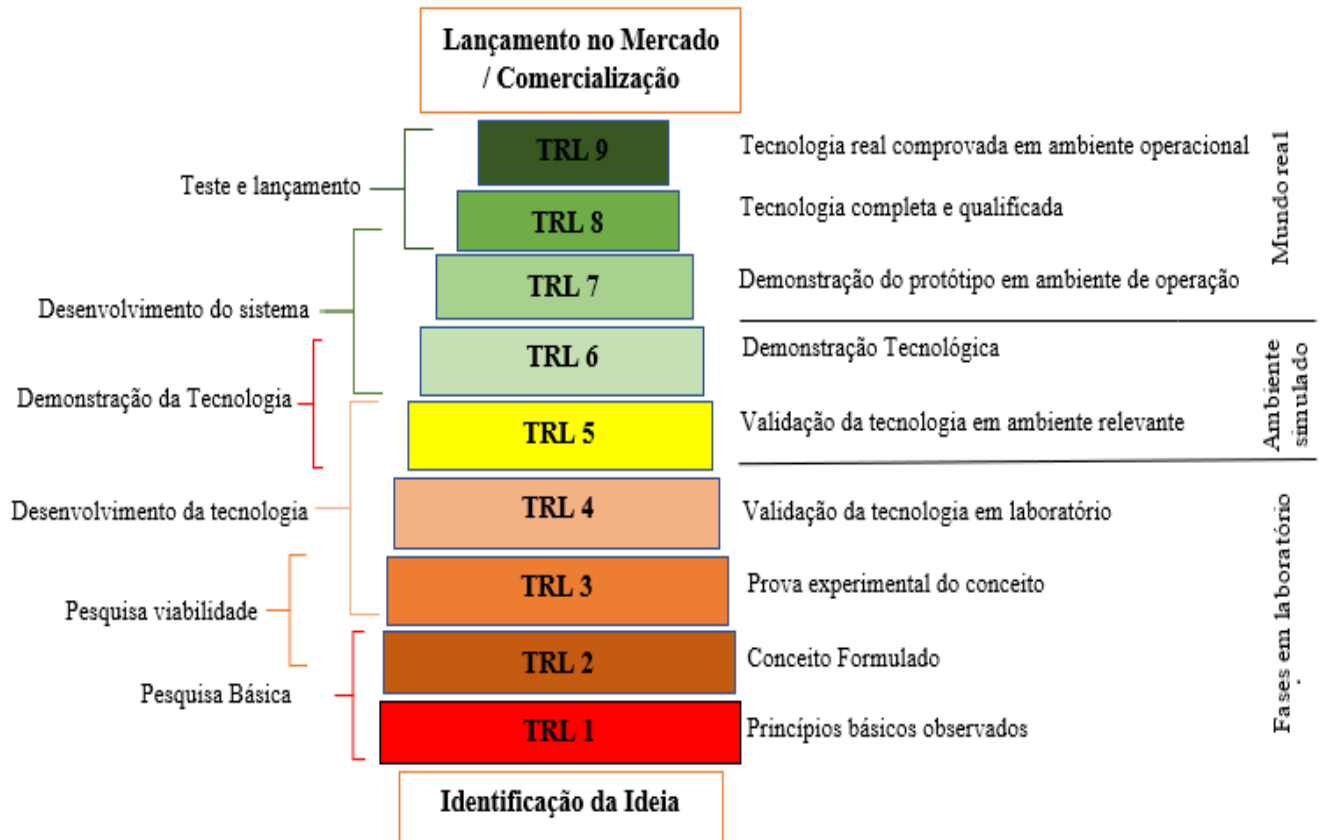 Lançamento no Mercado
/ Comercialização
TRL 9
Tecnologia real comprovada em ambiente operacional
Teste e lançamento
TRL 8
Tecnologia completa e qualificada
Mundo real
TRL 7
Demonstração do protótipo em ambiente de operação
Desenvolvimento do sistema
TRL 6
Demonstração Tecnológica
Demonstração da Tecnologia
TRL 5
Validação da tecnologia em ambiente relevante
Ambiente
simulado
TRL 4
Validação da tecnologia em laboratório
Desenvolvimento da tecnologia
TRL 3
Prova experimental do conceito
Pesquisa viabilidade
Fases em laboratório
TRL 2
Conceito Formulado
Pesquisa Básica
TRL 1
Princípios básicos observados
Identificação da Ideia